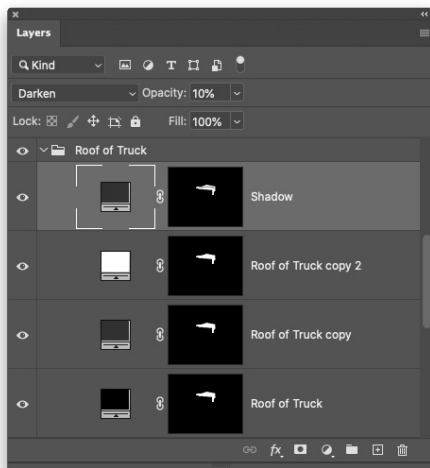 Layers
Kind
Darken Opacity: 10%
Lock: Fill: 100%
Roof of Truck
Shadow
Roof of Truck copy 2
Roof of Truck copy
Roof of Truck
fx